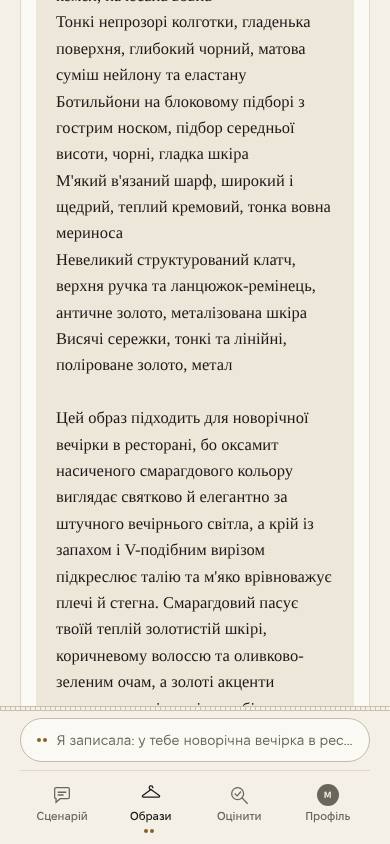 Тонкі непрозорі колготки, гладенька
поверхня, глибокий чорний, матова
суміш нейлону та еластану
Ботильйони на блоковому підборі з
гострим носком, підбор середньої
висоти, чорні, гладка шкіра
М'який в'язаний шарф, широкий і
щедрий, теплий кремовий, тонка вовна
мериноса
Невеликий структурований клатч,
верхня ручка та ланцюжок-ремінець,
античне золото, металізована шкіра
Висячі сережки, тонкі та лінійні,
поліроване золото, метал
Цей образ підходить для новорічної
вечірки в ресторані, бо оксамит
насиченого смарагдового кольору
виглядає святково й елегантно за
штучного вечірнього світла, а крій із
запахом і V-подібним вирізом
підкреслює талію та м'яко врівноважує
плечі й стегна. Смарагдовий пасує
твоїй теплій золотистій шкірі,
коричневому волоссю та оливково-
зеленим очам, а золоті акценти
Я записала: у тебе новорічна вечірка в рес...
Сценарій
Образи
Оцінити
М
Профіль